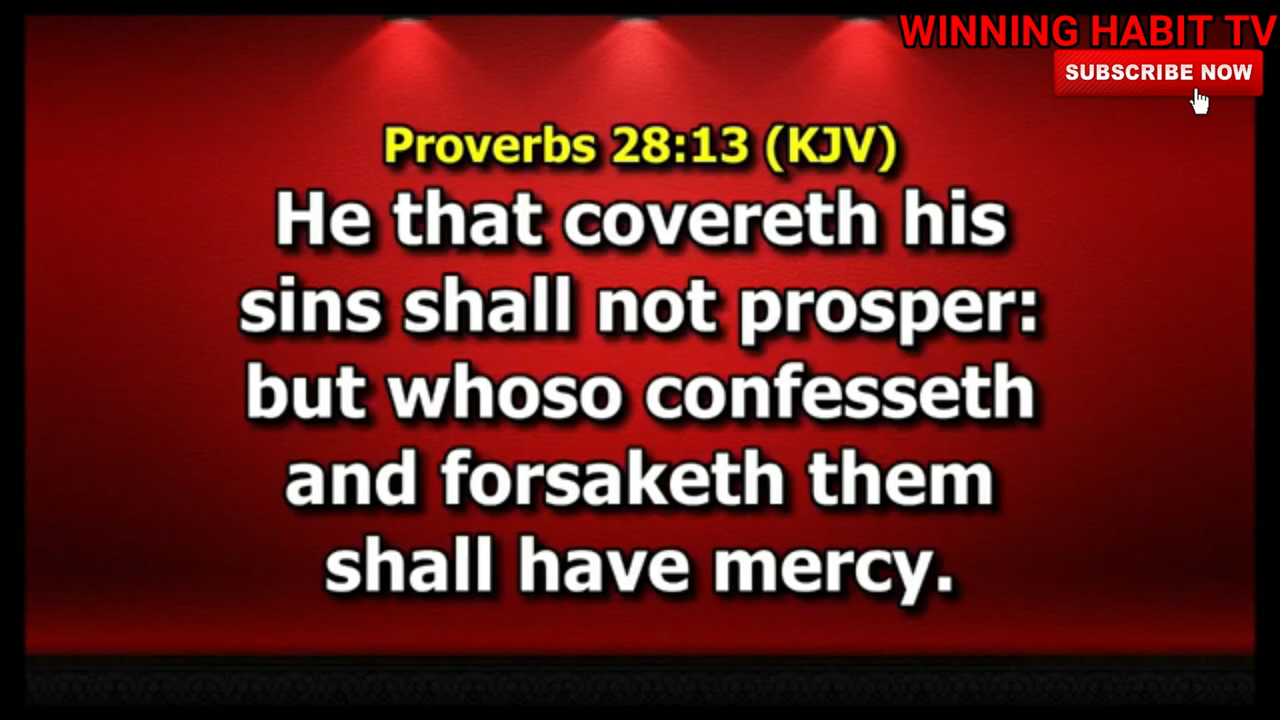 WINNING HABIT TV
SUBSCRIBE NOW
Proverbs 28:13 (KJV)
He that covereth his
sins shall not prosper:
but whoso confesseth
and forsaketh them
shall have mercy.